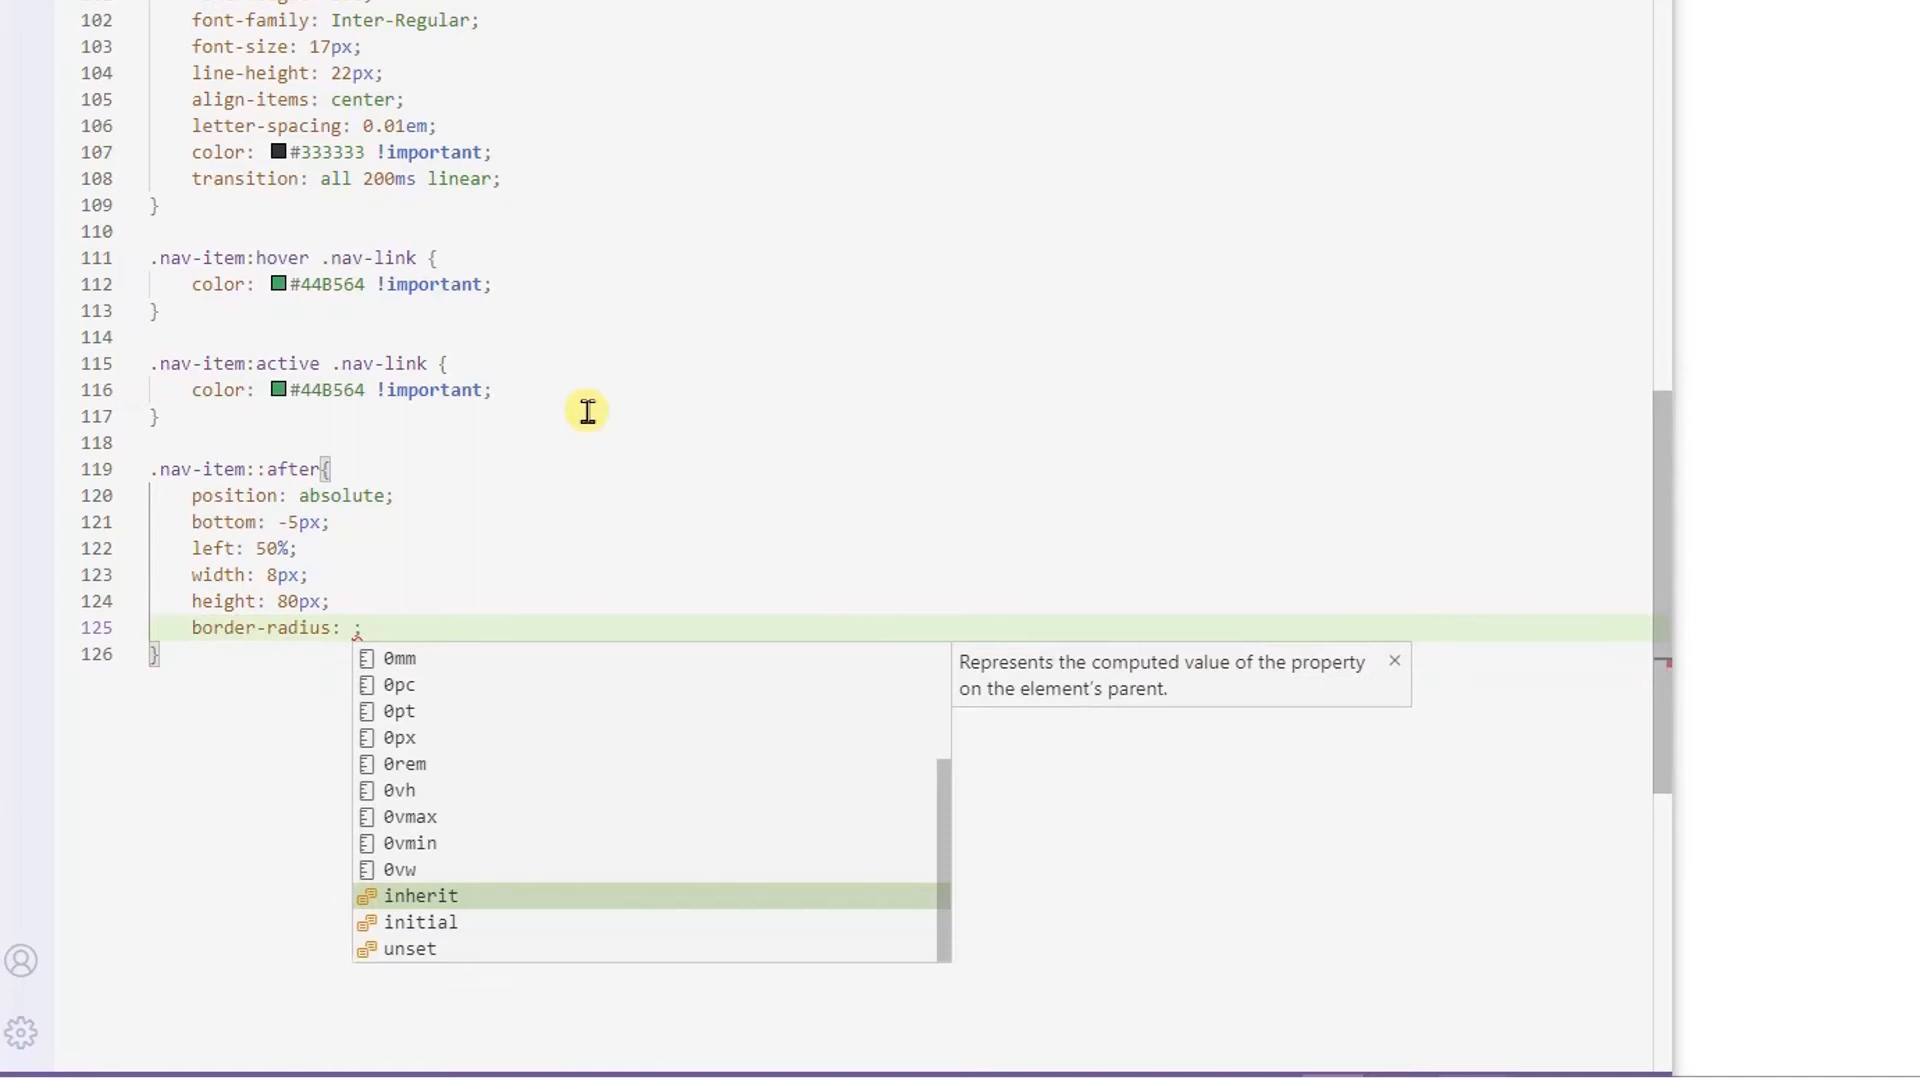 102 font-family: Inter-Regular;
103 font-size: 17px;
104 line-height: 22px;
105 align-items: center;
106 letter-spacing: 0.01em;
107 color: #333333 !important;
108 transition: all 200ms linear;
109 }
110
111 .nav-item:hover .nav-link {
112 color: #44B564 !important;
113 }
114
115 .nav-item:active .nav-link {
116 color: #44B564 !important;
117 }
118
119 .nav-item::after{
120 position: absolute;
121 bottom: -5px;
122 left: 50%;
123 width: 8px;
124 height: 80px;
125 border-radius: ;
126 }
0mm
0pc
0pt
0px
0rem
0vh
0vmax
0vmin
0vw
inherit
initial
unset
Represents the computed value of the property ×
on the element's parent.